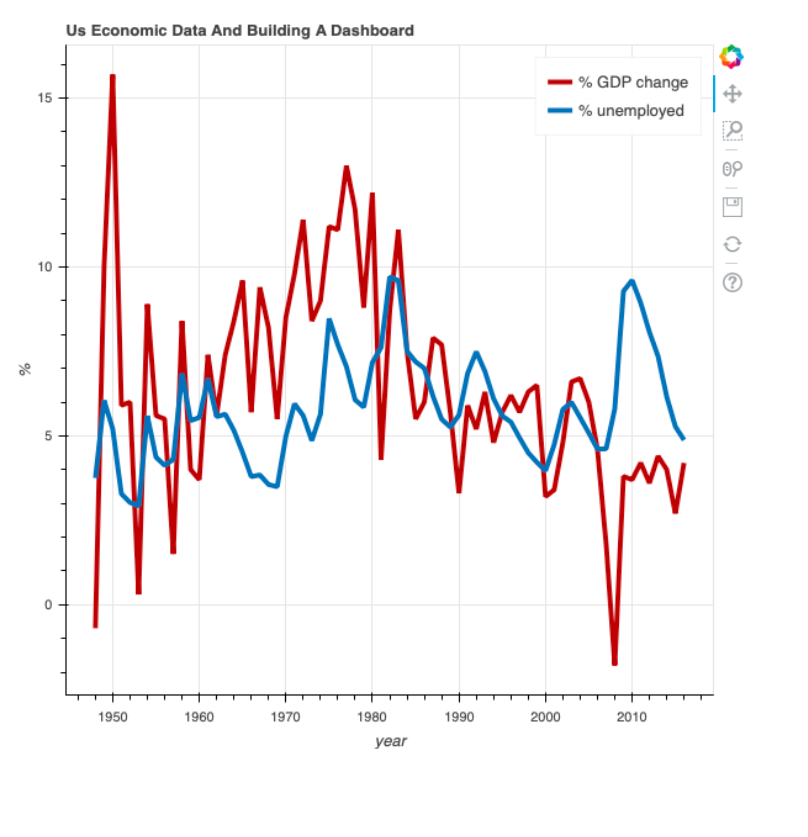 Us Economic Data And Building A Dashboard
% GDP change
% unemployed
15
10
5
0
%
1950 1960 1970 1980 1990 2000 2010
year